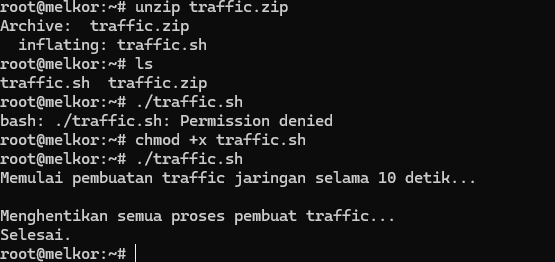 root@melkor:~# unzip traffic.zip
Archive:  traffic.zip
  inflating: traffic.sh
root@melkor:~# ls
traffic.sh  traffic.zip
root@melkor:~# ./traffic.sh
bash: ./traffic.sh: Permission denied
root@melkor:~# chmod +x traffic.sh
root@melkor:~# ./traffic.sh
Memulai pembuatan traffic jaringan selama 10 detik...

Menghentikan semua proses pembuat traffic...
Selesai.
root@melkor:~#